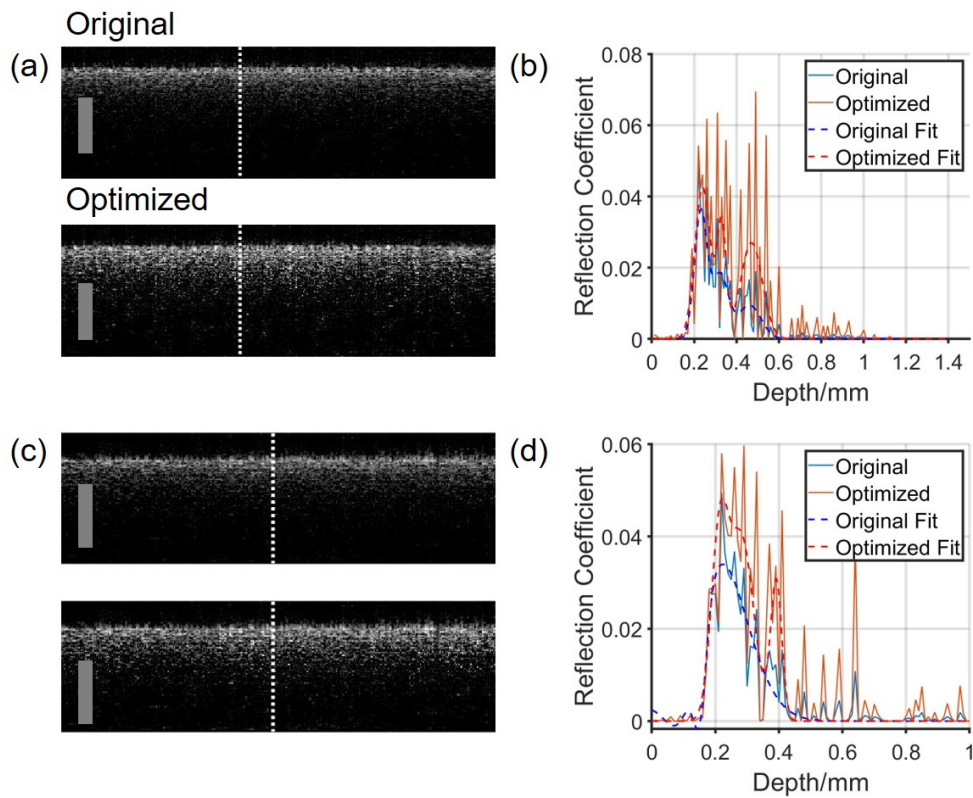 Original
(a)
Optimized
(b)
0.08
0.06
0.04
0.02
0
Reflection Coefficient
Original
Optimized
Original Fit
Optimized Fit
0 0.2 0.4 0.6 0.8 1 1.2 1.4
Depth/mm
(c)
(d)
0.06
0.04
0.02
0
Reflection Coefficient
Original
Optimized
Original Fit
Optimized Fit
0 0.2 0.4 0.6 0.8 1
Depth/mm